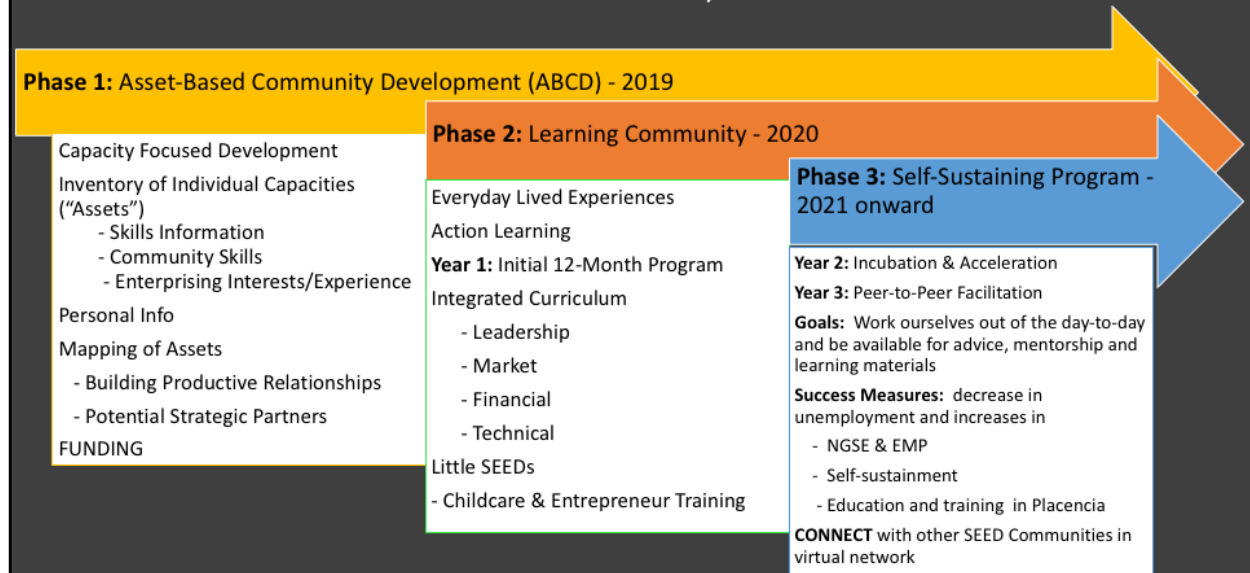 Phase 1: Asset-Based Community Development (ABCD) - 2019
Capacity Focused Development
Inventory of Individual Capacities
(“Assets”)
- Skills Information
- Community Skills
- Enterprising Interests/Experience
Personal Info
Mapping of Assets
- Building Productive Relationships
- Potential Strategic Partners
FUNDING
Phase 2: Learning Community - 2020
Everyday Lived Experiences
Action Learning
Year 1: Initial 12-Month Program
Integrated Curriculum
- Leadership
- Market
- Financial
- Technical
Little SEEDs
- Childcare & Entrepreneur Training
Phase 3: Self-Sustaining Program -
2021 onward
Year 2: Incubation & Acceleration
Year 3: Peer-to-Peer Facilitation
Goals: Work ourselves out of the day-to-day
and be available for advice, mentorship and
learning materials
Success Measures: decrease in
unemployment and increases in
- NGSE & EMP
- Self-sustainment
- Education and training in Placencia
CONNECT with other SEED Communities in
virtual network